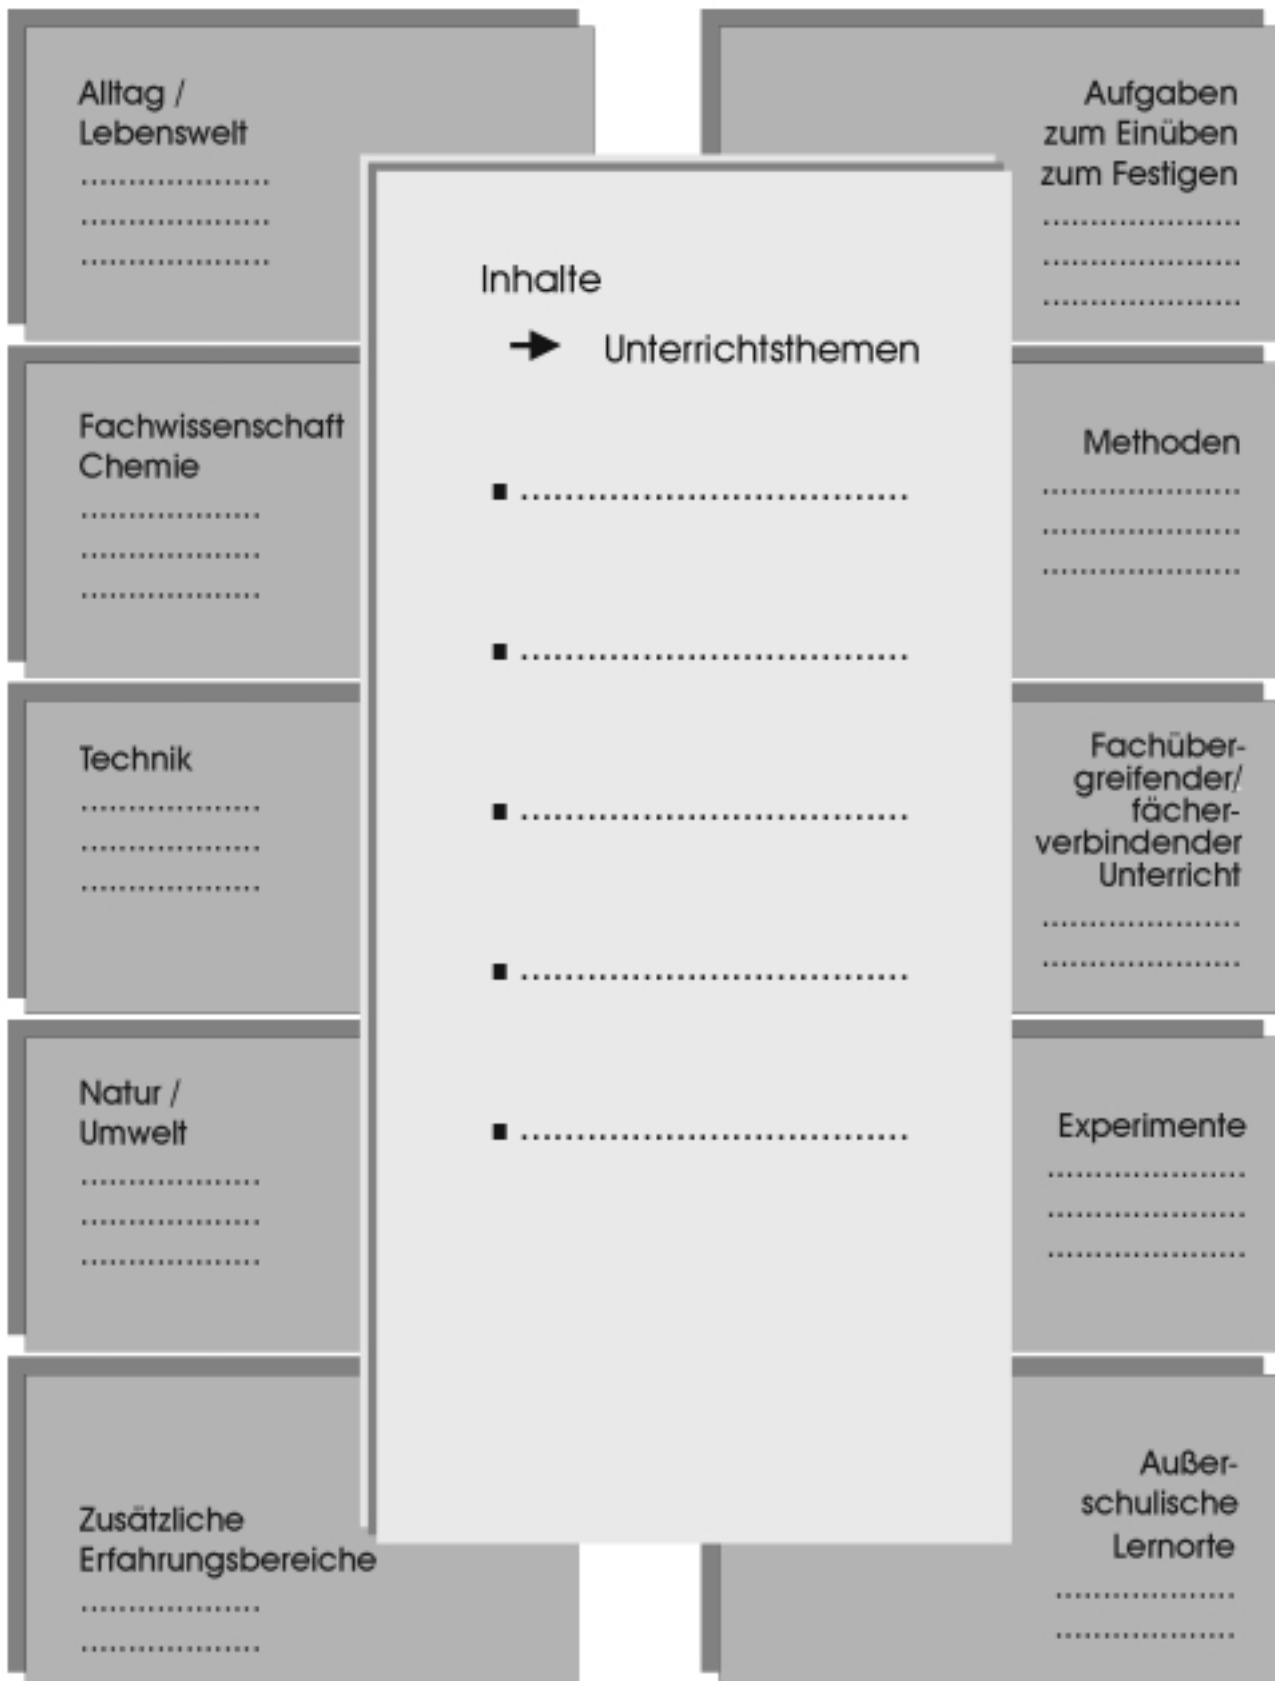 Alltag /
Lebenswelt
...................
...................
...................
Fachwissenschaft
Chemie
..................
..................
..................
Technik
..................
..................
..................
Natur /
Umwelt
..................
..................
..................
Zusätzliche
Erfahrungsbereiche
..................
..................
Inhalte
→ Unterrichtsthemen
■ ...................................
■ ...................................
■ ...................................
■ ...................................
■ ...................................
Aufgaben
zum Einüben
zum Festigen
....................
....................
....................
Methoden
....................
....................
....................
Fachüber-
greifender/
fächer-
verbindender
Unterricht
....................
....................
Experimente
....................
....................
....................
Außer-
schulische
Lernorte
..................
..................